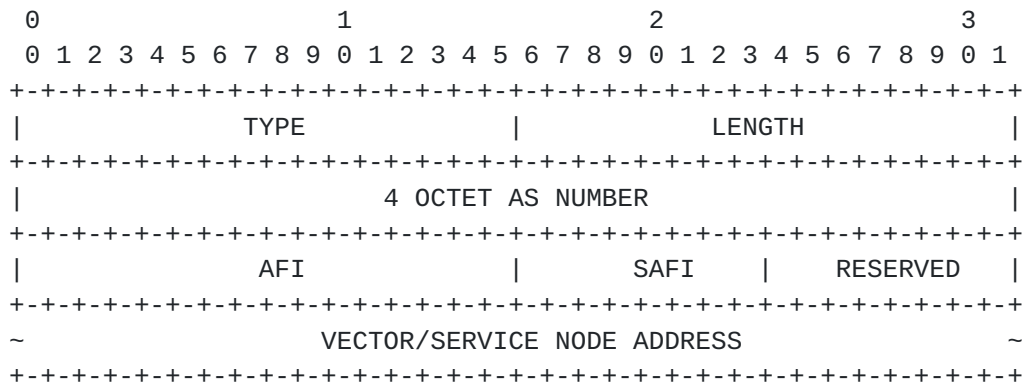 0                   1                   2                   3
 0 1 2 3 4 5 6 7 8 9 0 1 2 3 4 5 6 7 8 9 0 1 2 3 4 5 6 7 8 9 0 1
+-+-+-+-+-+-+-+-+-+-+-+-+-+-+-+-+-+-+-+-+-+-+-+-+-+-+-+-+-+-+-+-+
|              TYPE             |            LENGTH             |
+-+-+-+-+-+-+-+-+-+-+-+-+-+-+-+-+-+-+-+-+-+-+-+-+-+-+-+-+-+-+-+-+
|                       4 OCTET AS NUMBER                       |
+-+-+-+-+-+-+-+-+-+-+-+-+-+-+-+-+-+-+-+-+-+-+-+-+-+-+-+-+-+-+-+-+
|               AFI             |       SAFI    |    RESERVED   |
+-+-+-+-+-+-+-+-+-+-+-+-+-+-+-+-+-+-+-+-+-+-+-+-+-+-+-+-+-+-+-+-+
~                   VECTOR/SERVICE NODE ADDRESS                 ~
+-+-+-+-+-+-+-+-+-+-+-+-+-+-+-+-+-+-+-+-+-+-+-+-+-+-+-+-+-+-+-+-+